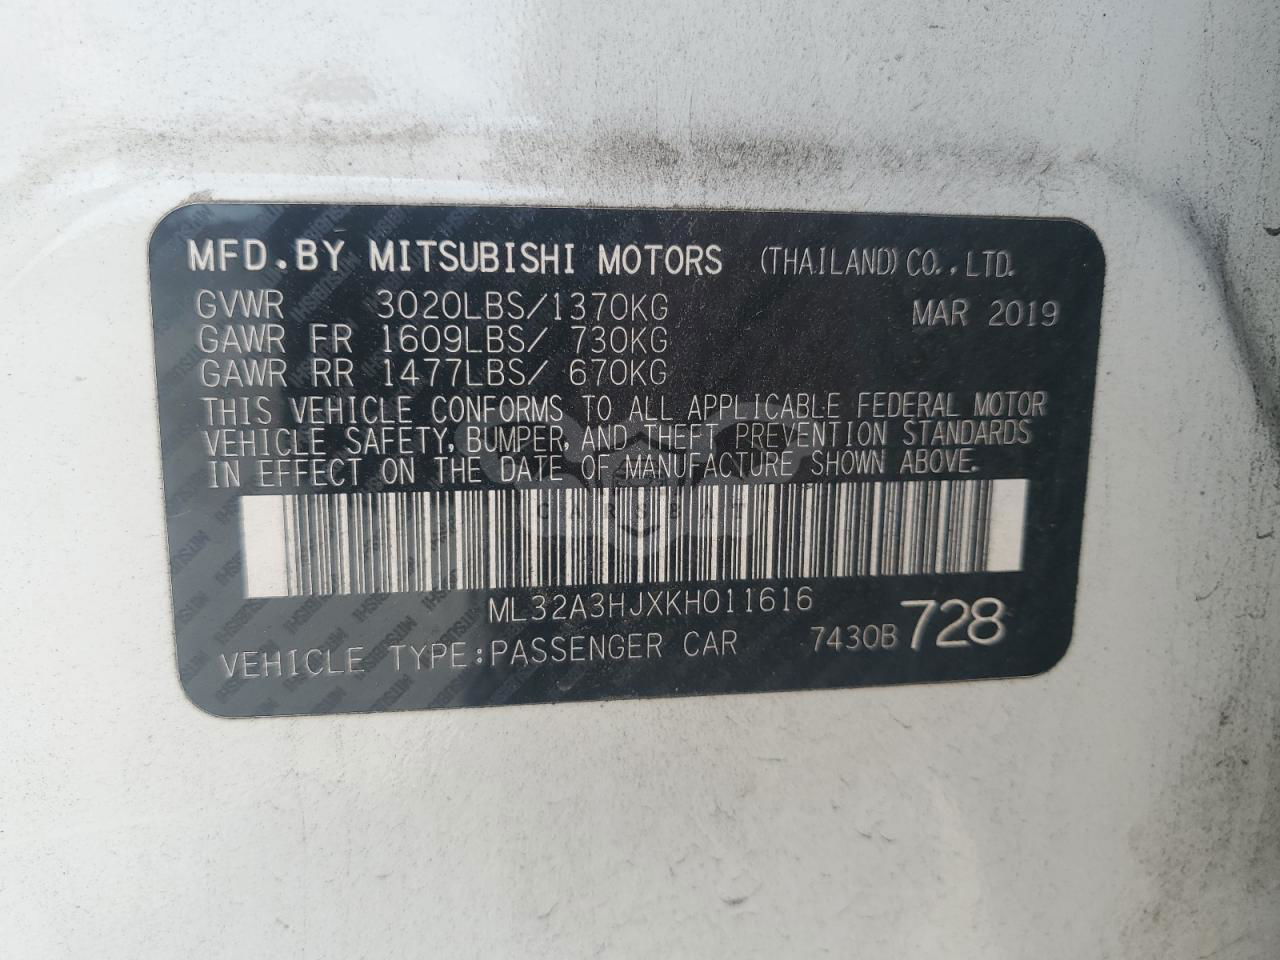 MFD.BY MITSUBISHI MOTORS (THAILAND) CO.,LTD.
GVWR 3020LBS/1370KG MAR 2019
GAWR FR 1609LBS/ 730KG
GAWR RR 1477LBS/ 670KG
THIS VEHICLE CONFORMS TO ALL APPLICABLE FEDERAL MOTOR
VEHICLE SAFETY, BUMPER, AND THEFT PREVENTION STANDARDS
IN EFFECT ON THE DATE OF MANUFACTURE SHOWN ABOVE.
CARSBAT
ML32A3HJXKH011616
VEHICLE TYPE:PASSENGER CAR 7430B 728